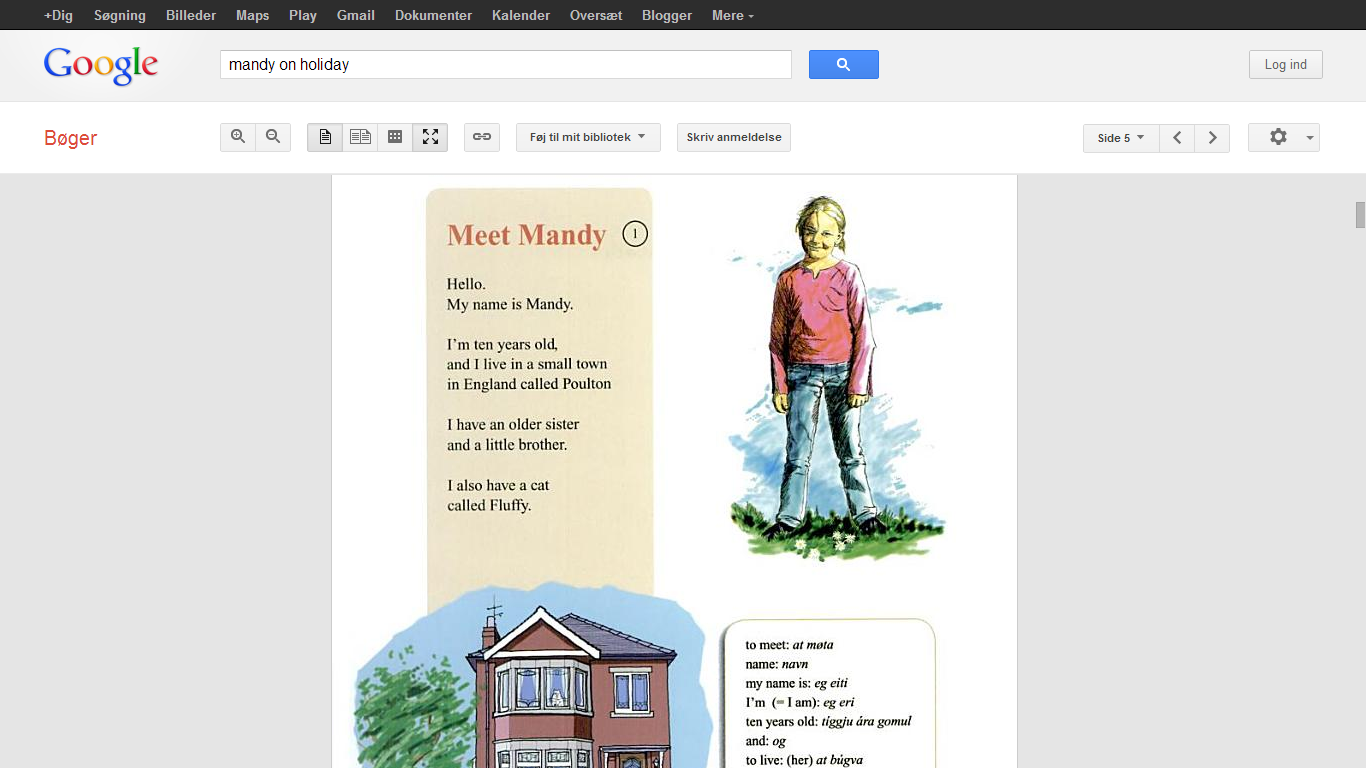 +Dig Søgning Billeder Maps Play Gmail Dokumenter Kalender Oversæt Blogger Mere
Google
mandy on holiday
Log ind
Bøger
Føj til mit bibliotek
Skriv anmeldelse
Side 5
Meet Mandy 1
Hello.
My name is Mandy.
I'm ten years old,
and I live in a small town
in England called Poulton
I have an older sister
and a little brother.
I also have a cat
called Fluffy.
to meet: at møta
name: navn
my name is: eg eiti
I'm (= I am): eg eri
ten years old: tíggju ára gomul
and: og
to live: (her) at búgva